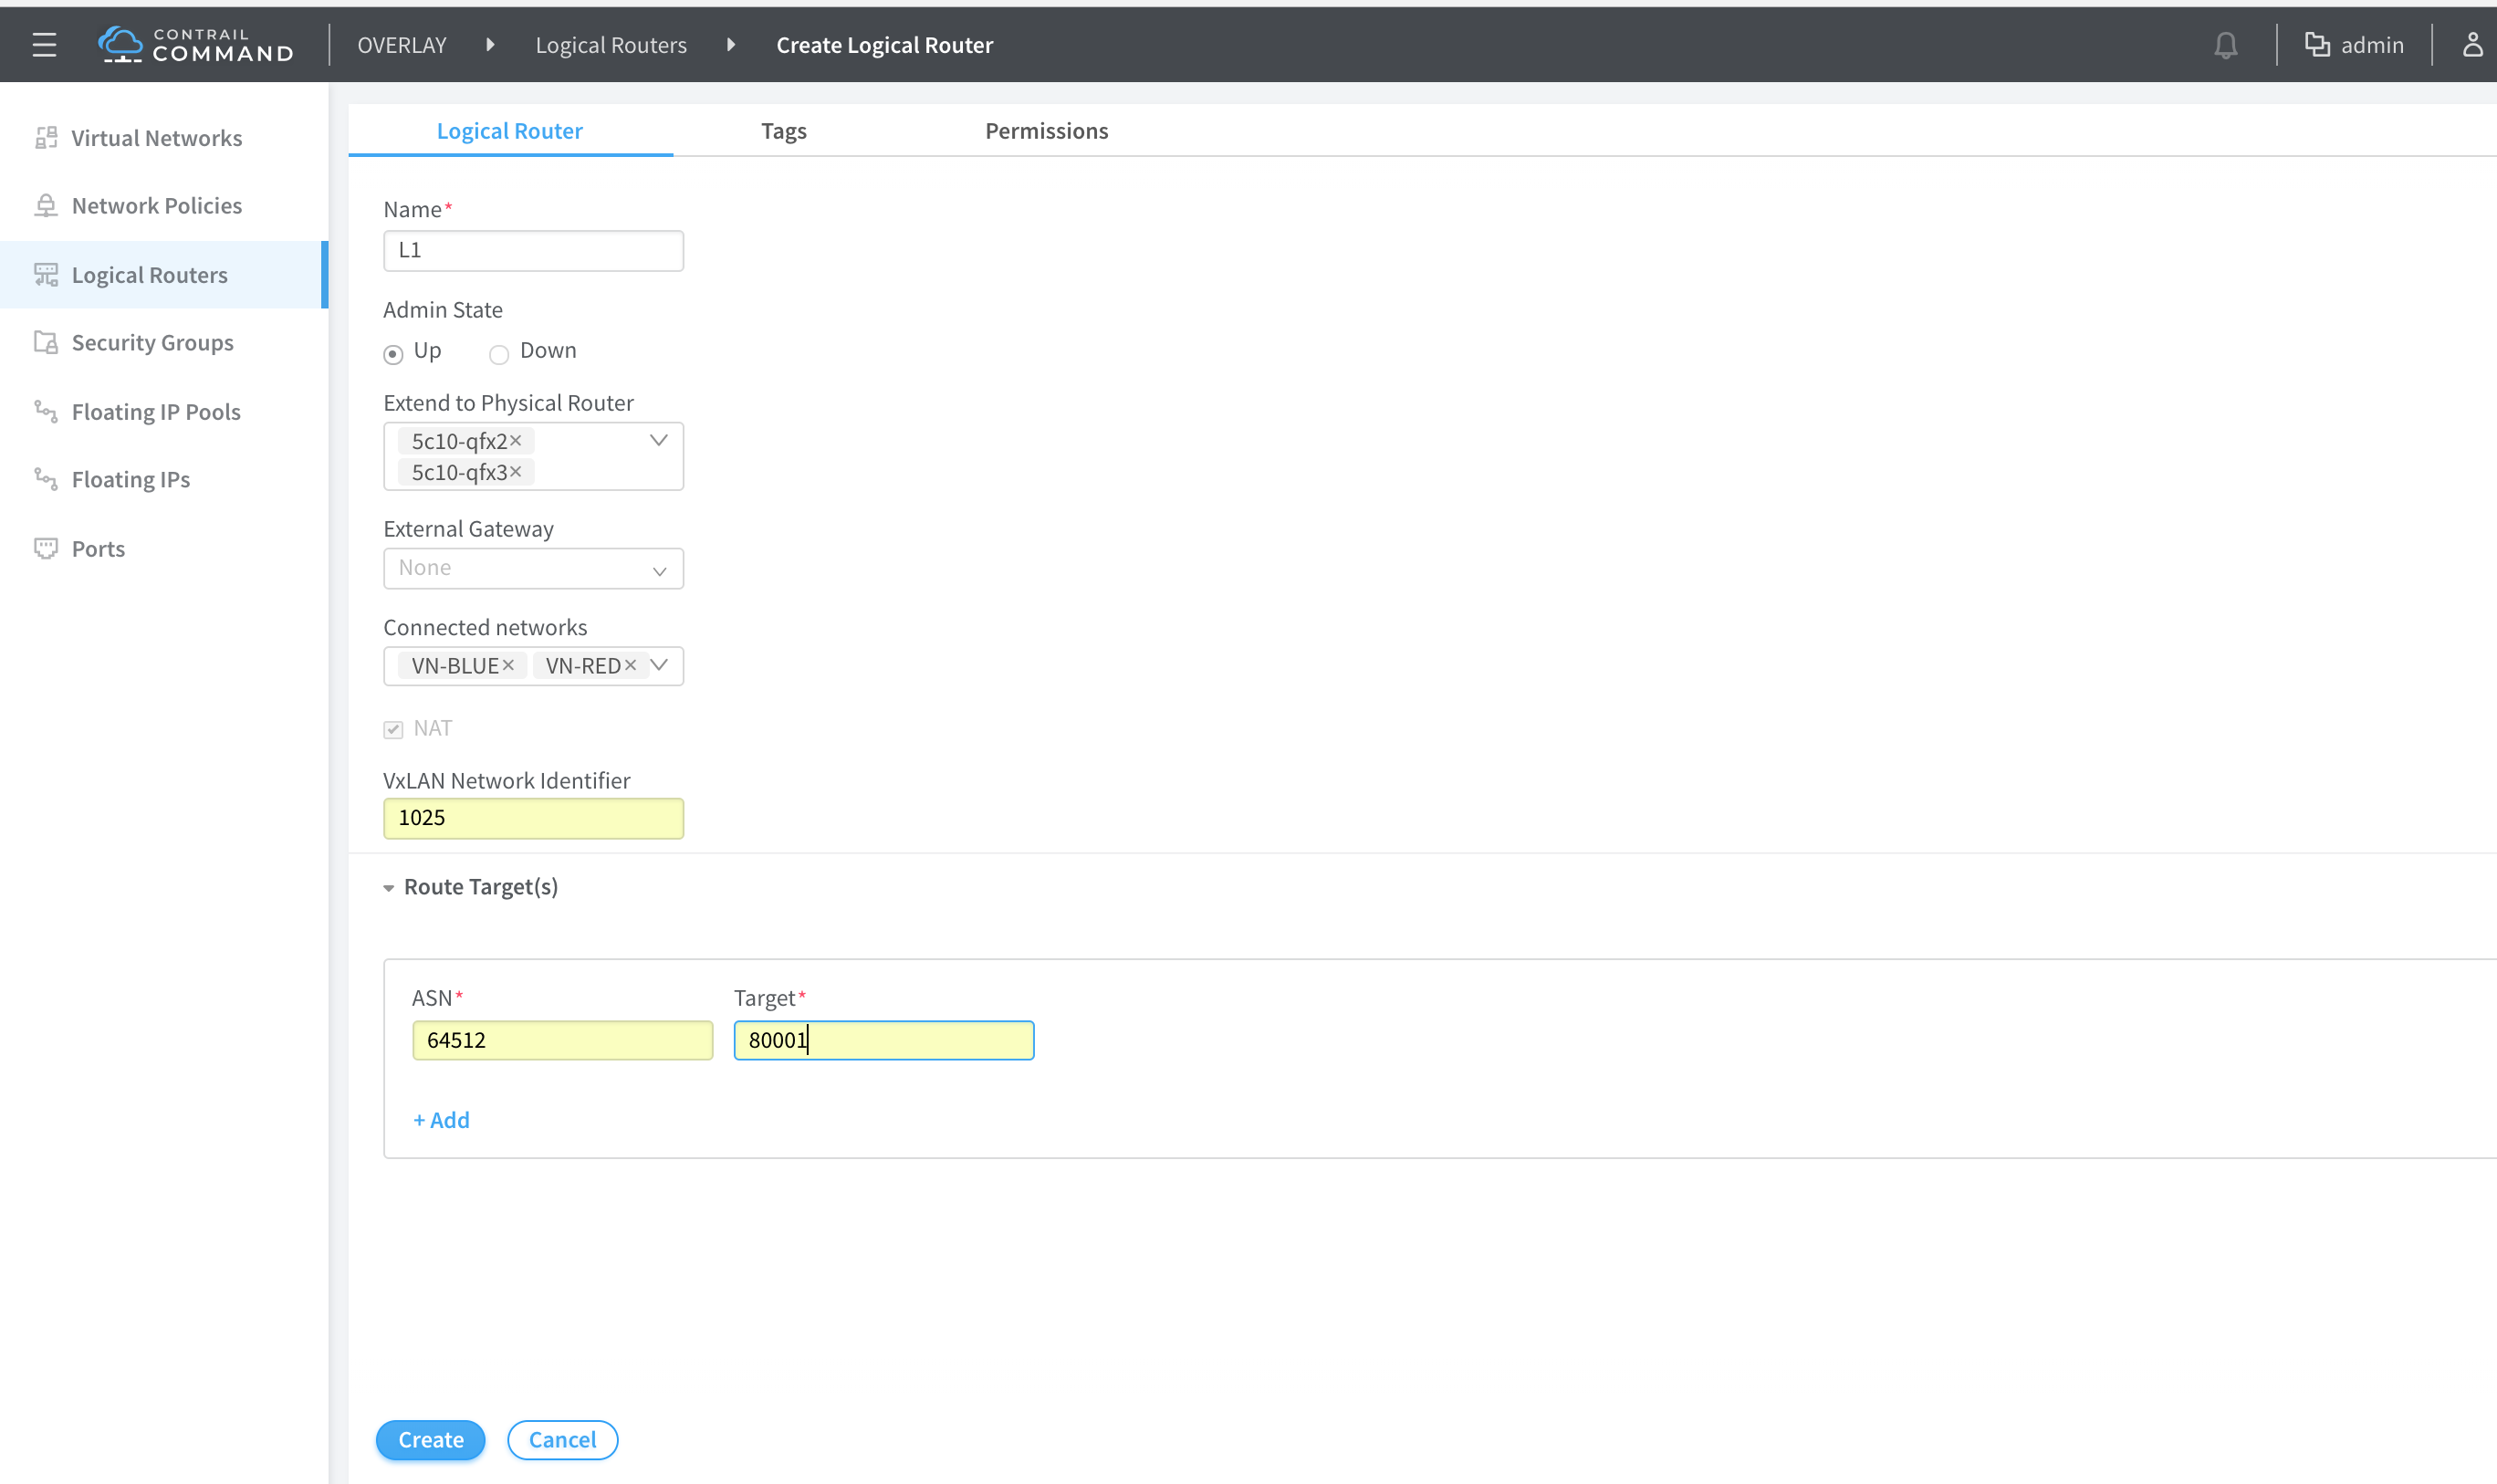 CONTRAIL
COMMAND
OVERLAY Logical Routers Create Logical Router
admin
Virtual Networks
Network Policies
Logical Routers
Security Groups
Floating IP Pools
Floating IPs
Ports
Logical Router Tags Permissions
Name*
L1
Admin State
Up Down
Extend to Physical Router
5c10-qfx2×
5c10-qfx3×
External Gateway
None
Connected networks
VN-BLUE× VN-RED×
NAT
VxLAN Network Identifier
1025
Route Target(s)
ASN* Target*
64512 80001
+ Add
Create Cancel